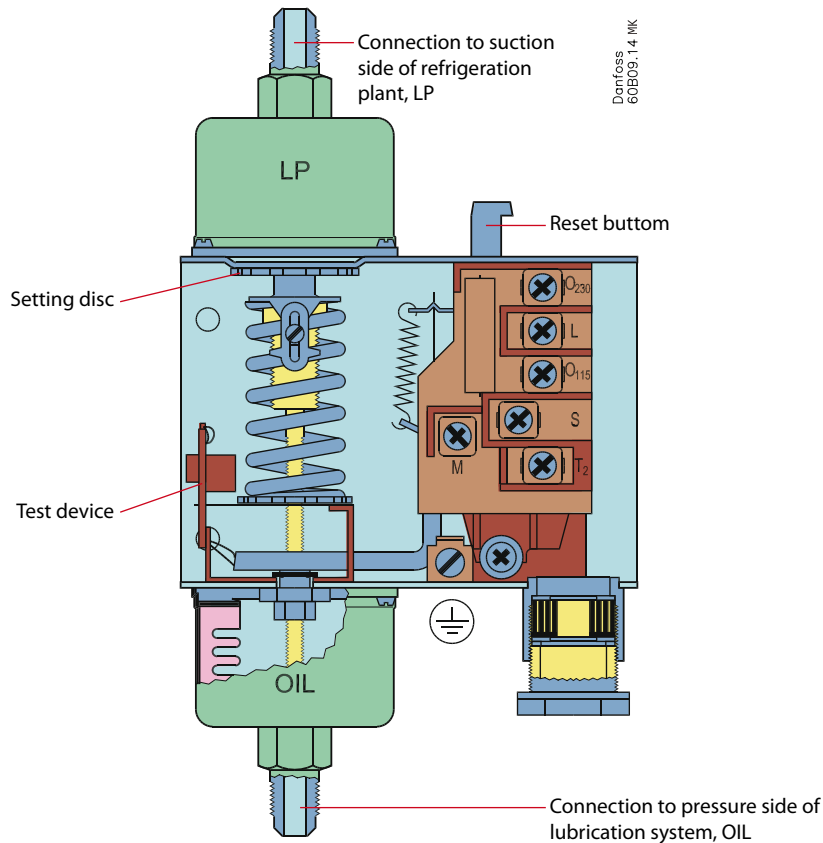 Connection to suction
side of refrigeration
plant, LP
Danfoss
60B09.14 MK
LP
Reset buttom
Setting disc
O230
L
O115
S
M
T2
Test device
OIL
Connection to pressure side of
lubrication system, OIL